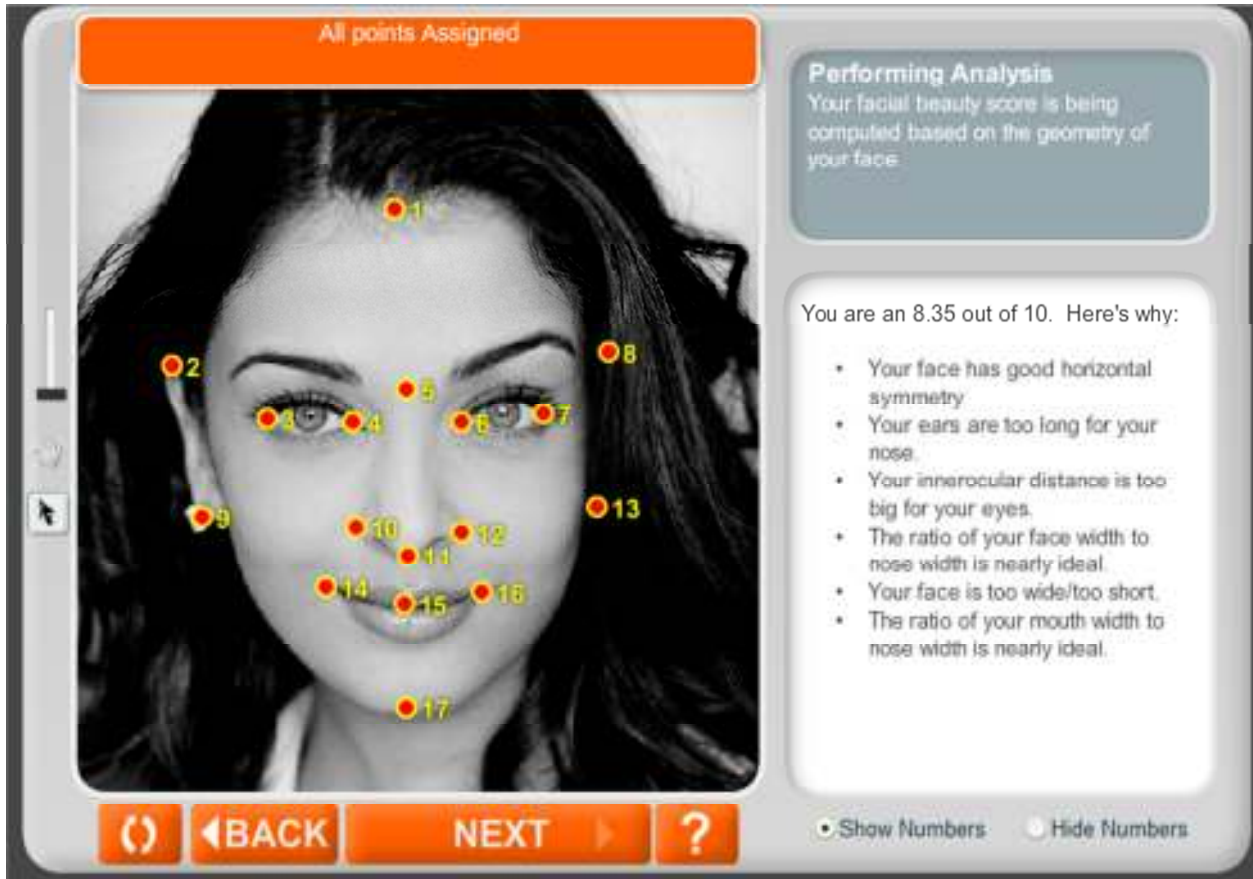 All points Assigned
Performing Analysis
Your facial beauty score is being
computed based on the geometry of
your face
You are an 8.35 out of 10. Here's why:
• Your face has good horizontal
symmetry
• Your ears are too long for your
nose.
• Your innerocular distance is too
big for your eyes.
• The ratio of your face width to
nose width is nearly ideal.
• Your face is too wide/too short.
• The ratio of your mouth width to
nose width is nearly ideal.
1
2
8
5
3
4
6
7
9
10
12
13
11
14
15
16
17
BACK
NEXT
?
Show Numbers
Hide Numbers